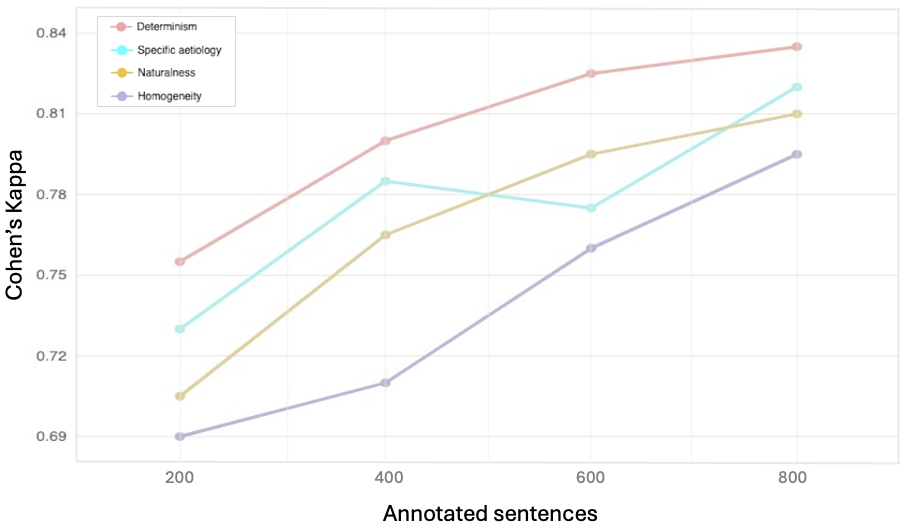 0.84
0.81
0.78
0.75
0.72
0.69
Cohen's Kappa
Determinism
Specific aetiology
Naturalness
Homogeneity
200 400 600 800
Annotated sentences